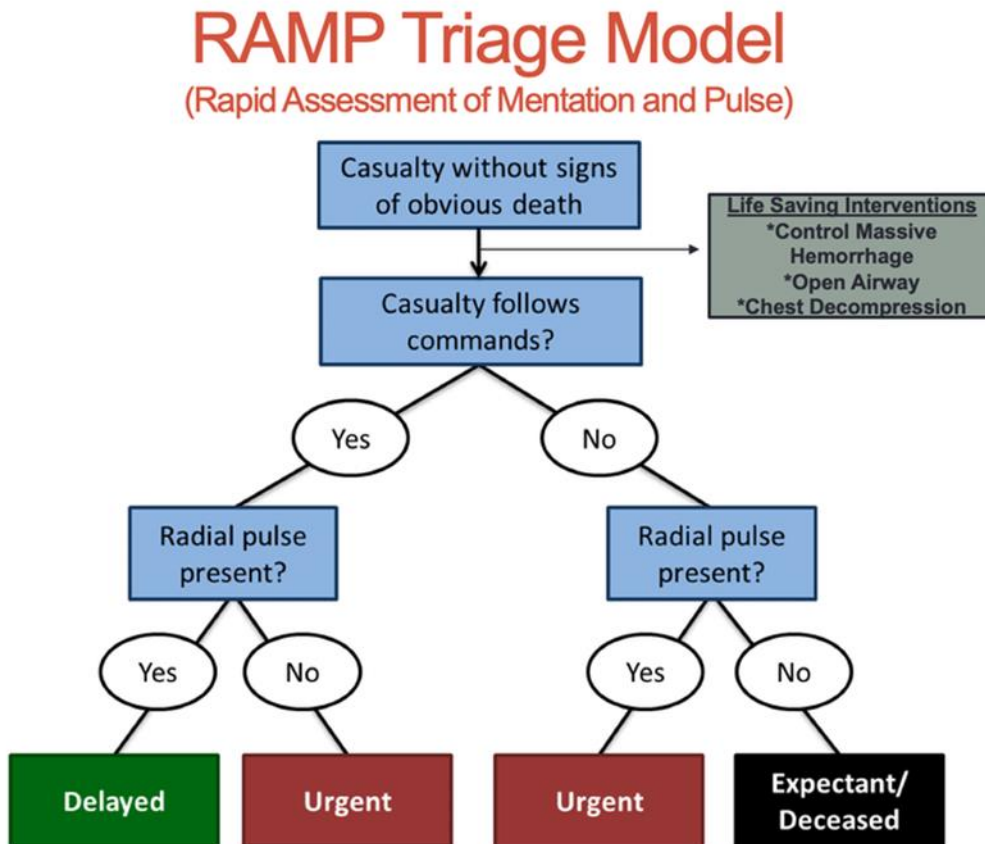 RAMP Triage Model
(Rapid Assessment of Mentation and Pulse)
Casualty without signs
of obvious death
Life Saving Interventions
*Control Massive
Hemorrhage
*Open Airway
*Chest Decompression
Casualty follows
commands?
Yes
No
Radial pulse
present?
Radial pulse
present?
Yes
No
Yes
No
Delayed
Urgent
Urgent
Expectant/
Deceased